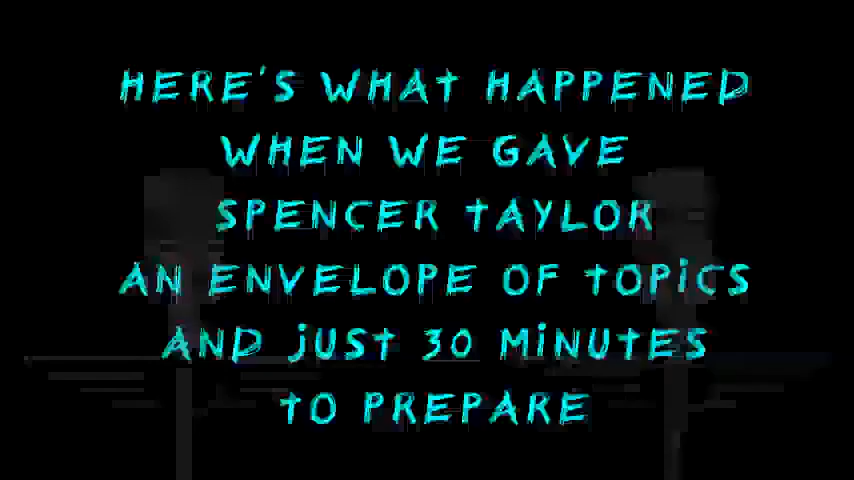 HERE'S WHAT HAPPENED
WHEN WE GAVE
SPENCER TAYLOR
AN ENVELOPE OF TOPICS
AND JUST 30 MINUTES
TO PREPARE